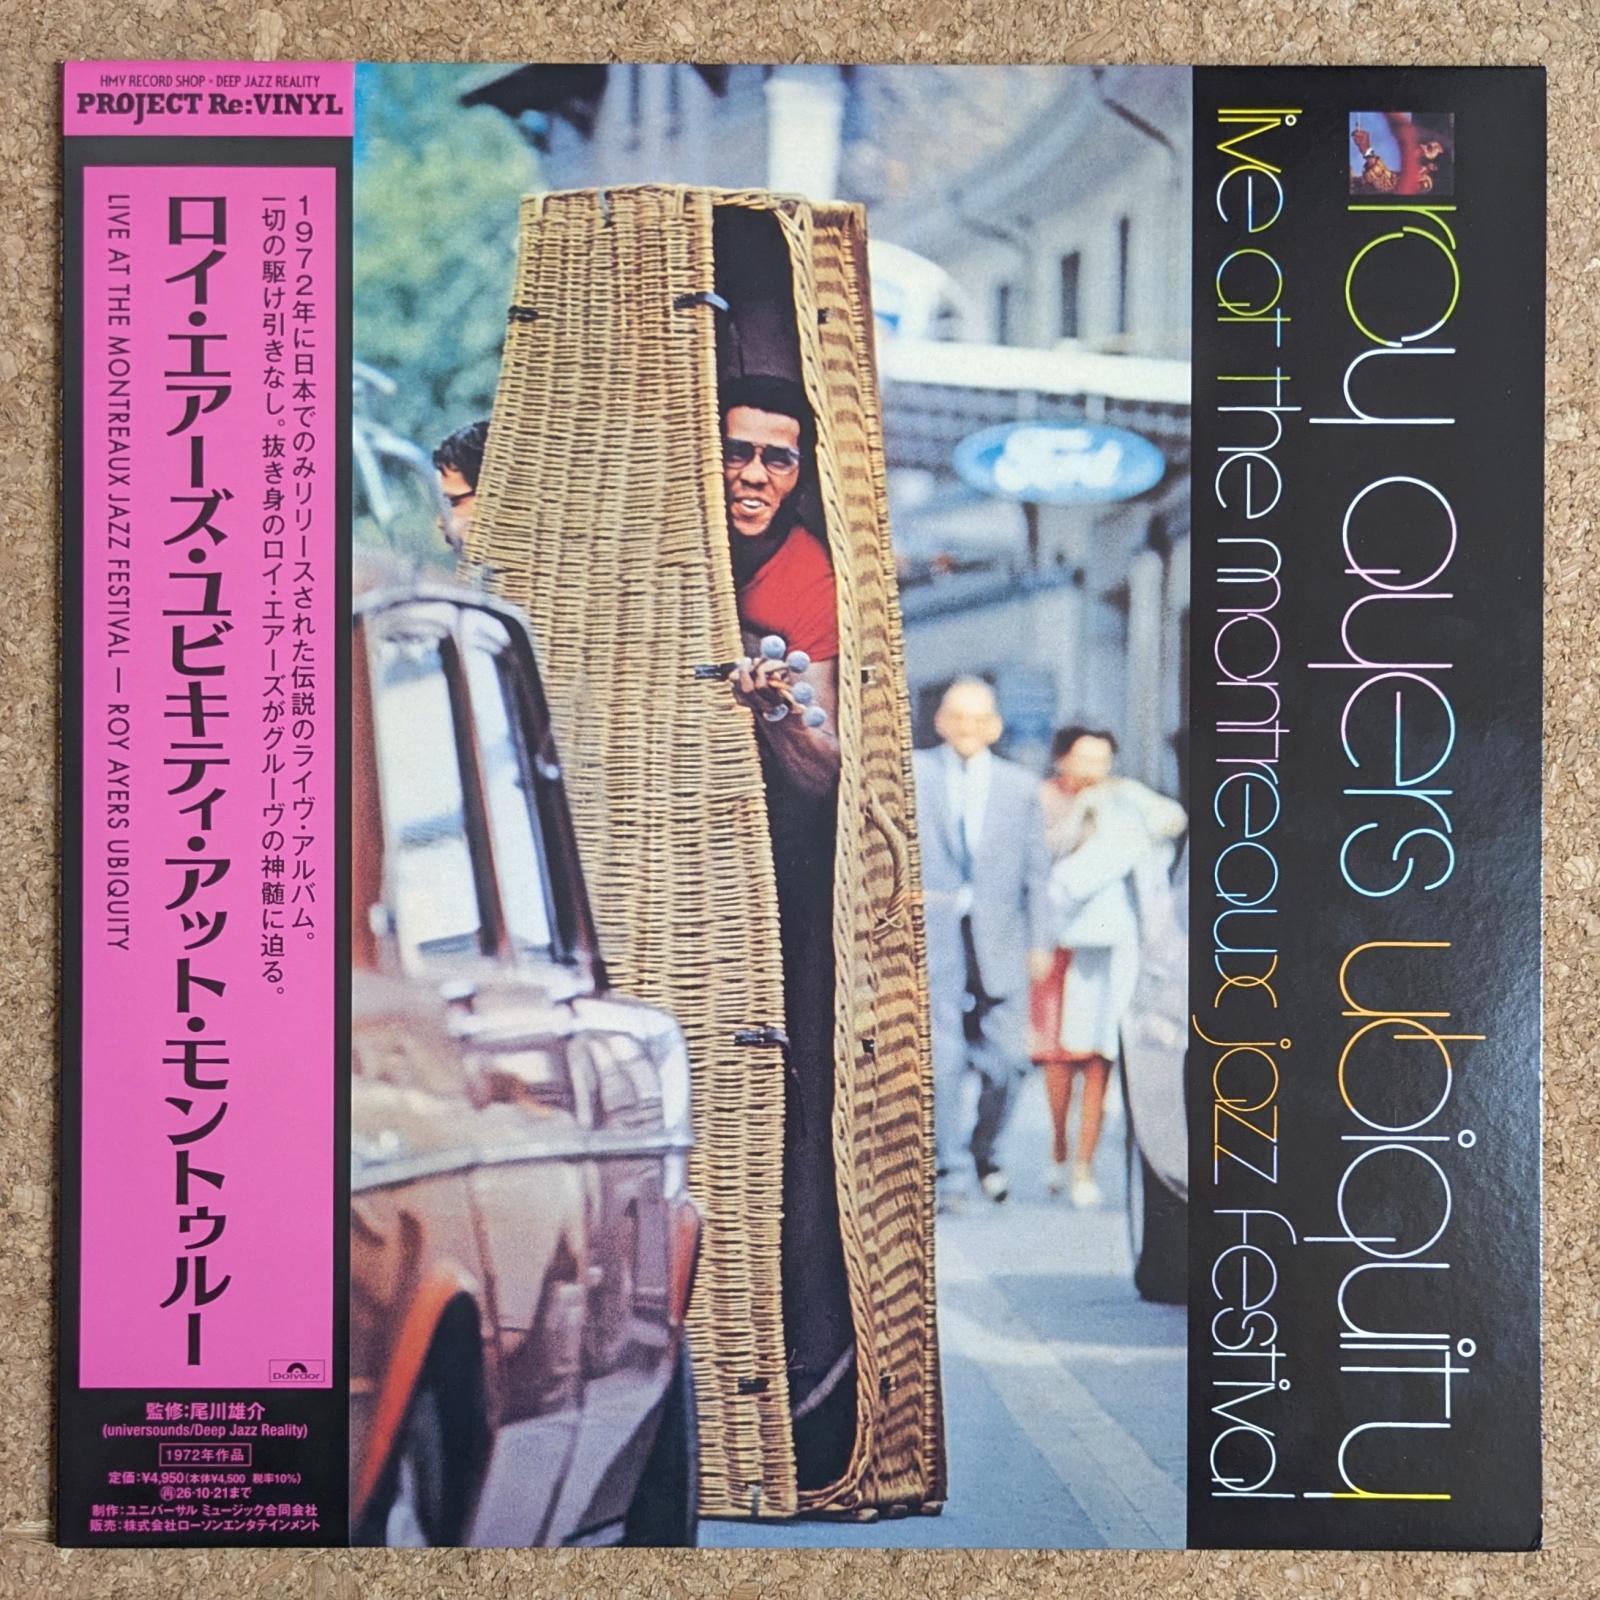 HMV RECORD SHOP × DEEP JAZZ REALITY
PROJECT Re:VINYL
1972年に日本でのみリリースされた伝説のライヴ・アルバム。
一切の駆け引きなし。抜き身のロイ・エアーズがグルーヴの神髄に迫る。
ロイ・エアーズ・ユビキティ・アット・モントゥルー
LIVE AT THE MONTREAUX JAZZ FESTIVAL — ROY AYERS UBIQUITY
Polydor
監修:尾川雄介
(universounds/Deep Jazz Reality)
1972年作品
定価:¥4,950(本体¥4,500 税率10%)
㊢26·10·21まで
制作:ユニバーサル ミュージック合同会社
販売:株式会社ローソンエンタテインメント
roy ayers ubiquity
live at the montreaux jazz festival